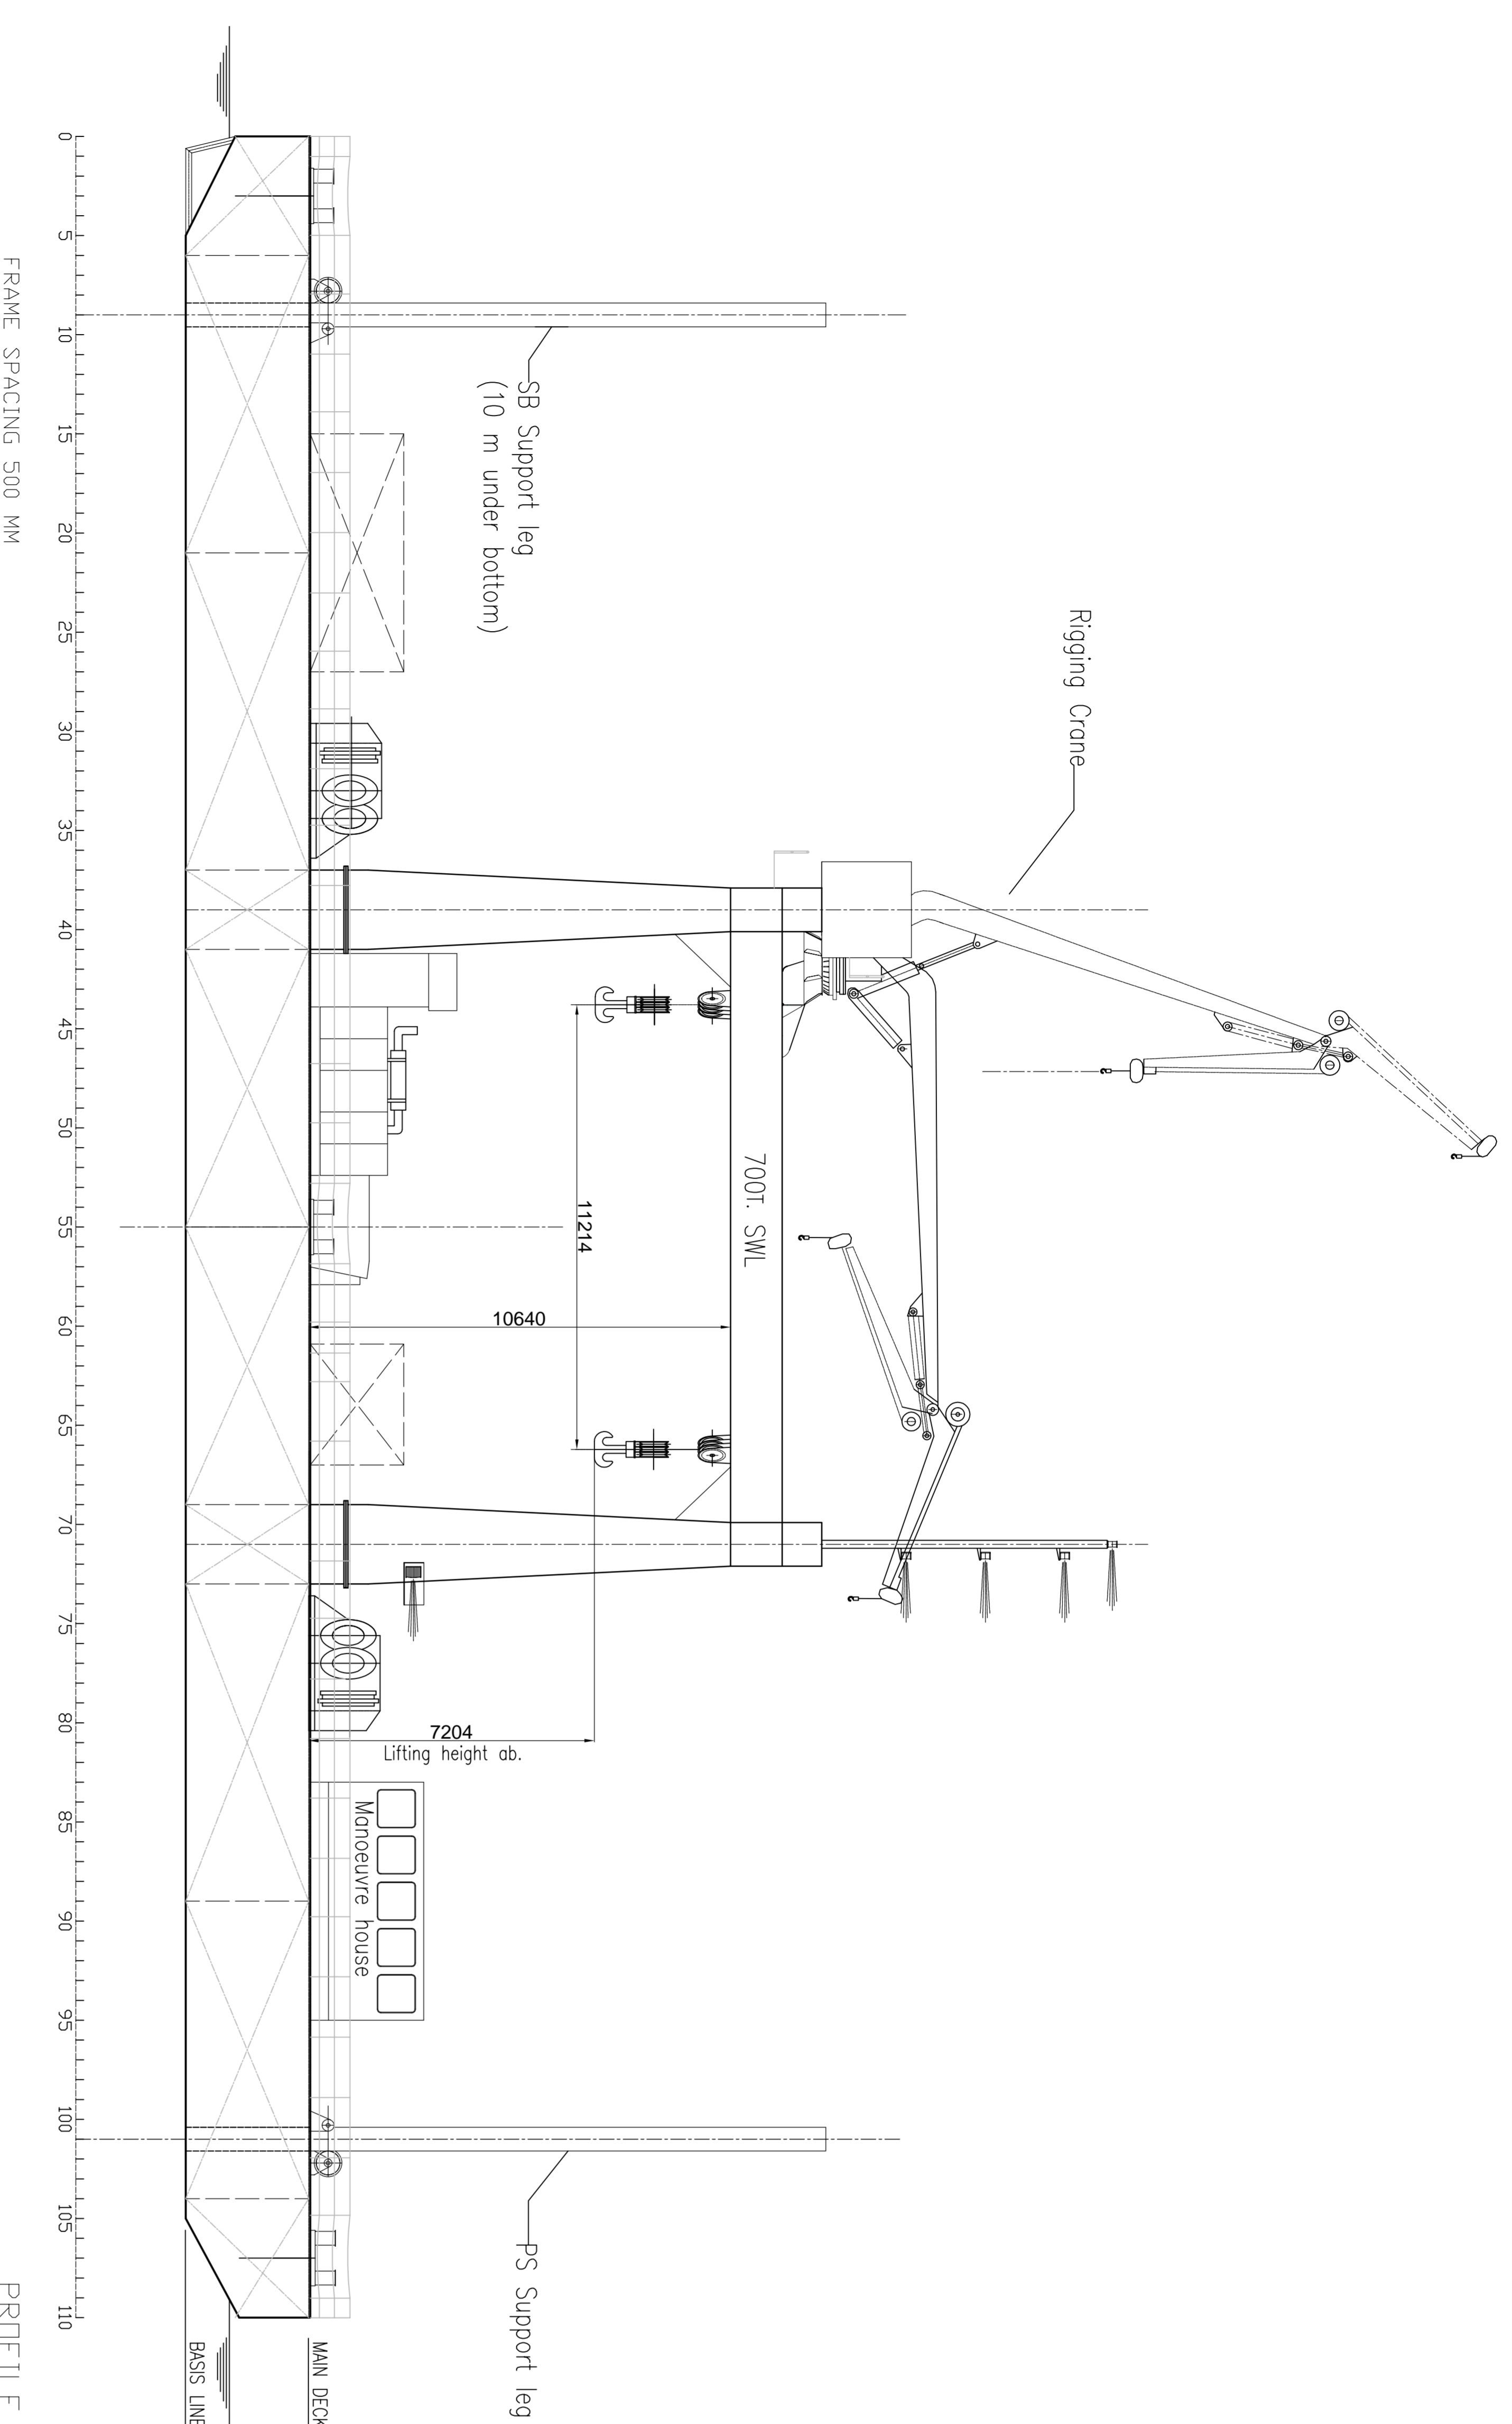 Rigging Crane
700T. SWL
SB Support leg
(10 m under bottom)
PS Support leg
11214
10640
7204
Lifting height ab.
Manoeuvre house
MAIN DECK
BASIS LINE
0 5 10 15 20 25 30 35 40 45 50 55 60 65 70 75 80 85 90 95 100 105 110
FRAME SPACING 500 MM
PROFILE